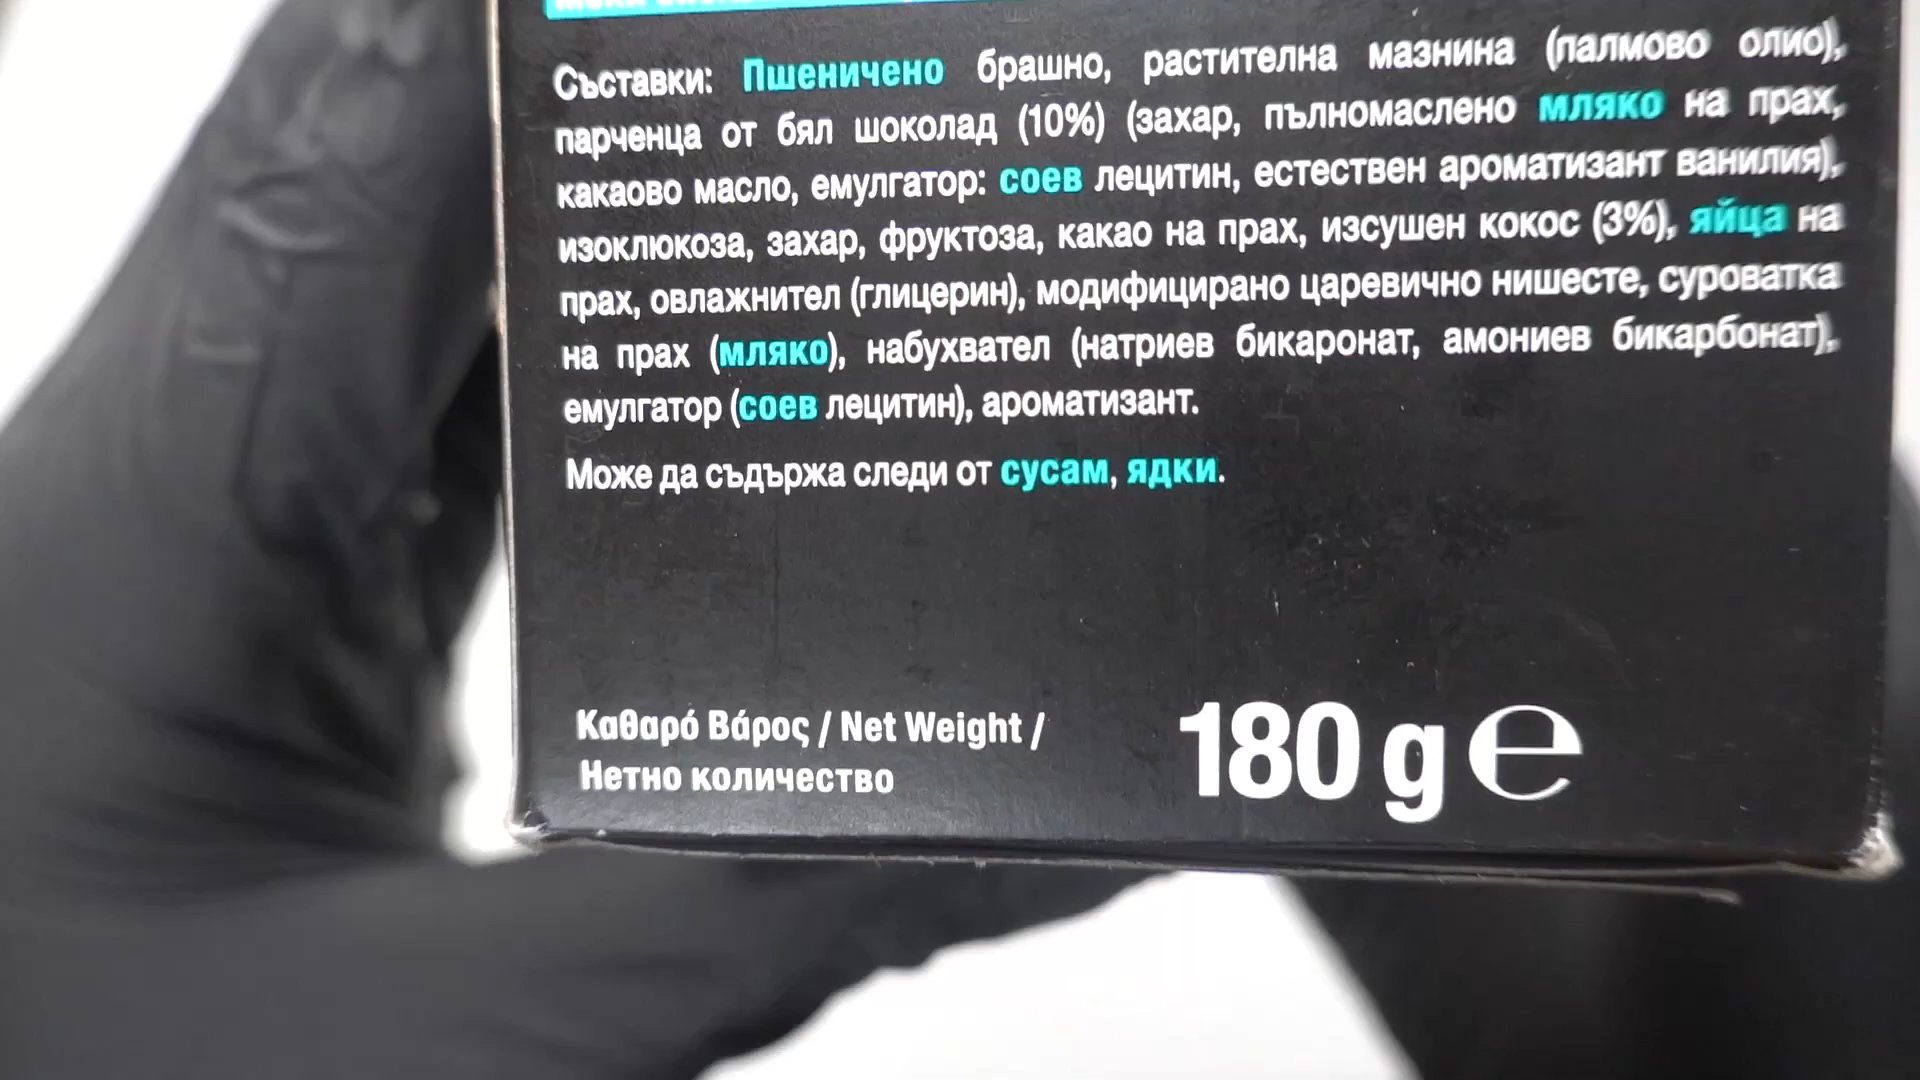 Съставки: Пшеничено брашно, растителна мазнина (палмово олио),
парченца от бял шоколад (10%) (захар, пълномаслено мляко на прах,
какаово масло, емулгатор: соев лецитин, естествен ароматизант ванилия),
изоклюкоза, захар, фруктоза, какао на прах, изсушен кокос (3%), яйца на
прах, овлажнител (глицерин), модифицирано царевично нишесте, суроватка
на прах (мляко), набухвател (натриев бикаронат, амониев бикарбонат),
емулгатор (соев лецитин), ароматизант.
Може да съдържа следи от сусам, ядки.
Καθαρό Βάρος / Net Weight /
Нетно количество
180 g e